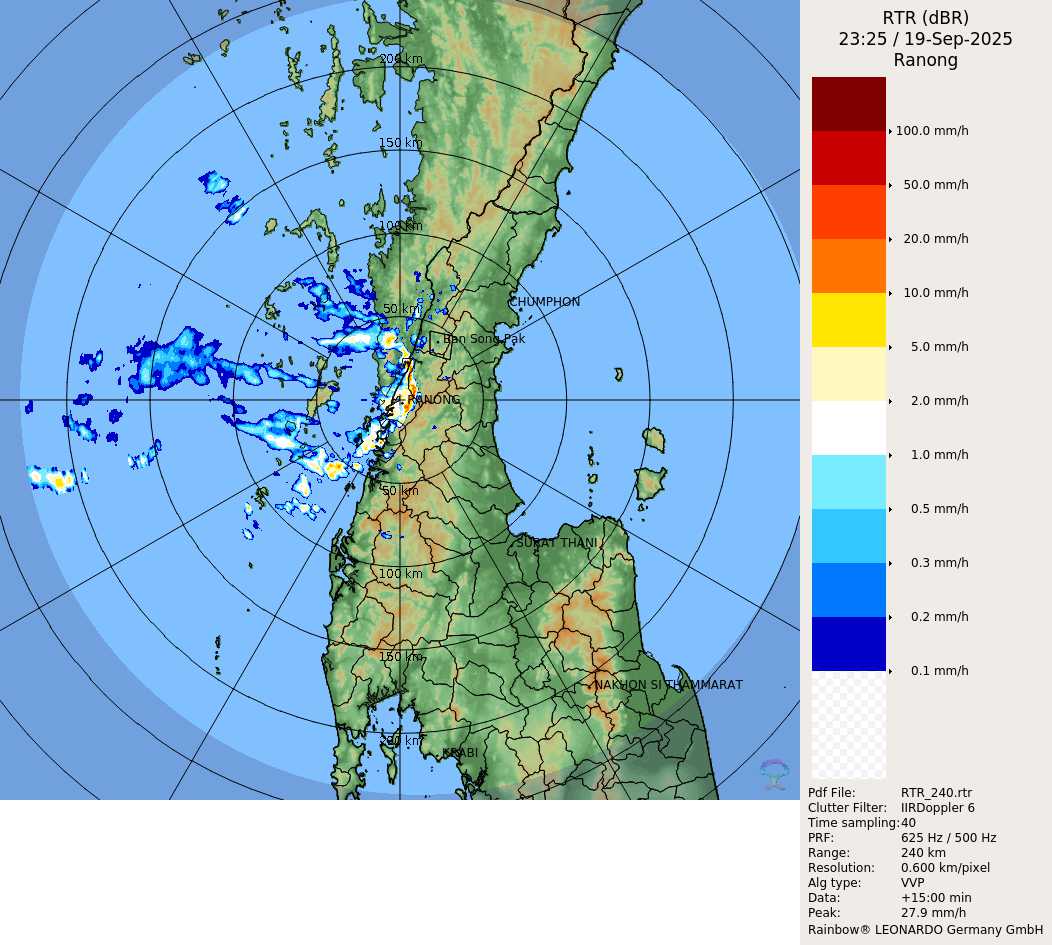 RTR (dBR)
23:25 / 19-Sep-2025
Ranong
200 km
150 km
100 km
50 km
CHUMPHON
Ban Song Pak
RANONG
50 km
SURAT THANI
100 km
150 km
NAKHON SI THAMMARAT
200 km
KRABI
100.0 mm/h
50.0 mm/h
20.0 mm/h
10.0 mm/h
5.0 mm/h
2.0 mm/h
1.0 mm/h
0.5 mm/h
0.3 mm/h
0.2 mm/h
0.1 mm/h
Pdf File: RTR_240.rtr
Clutter Filter: IIRDoppler 6
Time sampling:40
PRF: 625 Hz / 500 Hz
Range: 240 km
Resolution: 0.600 km/pixel
Alg type: VVP
Data: +15:00 min
Peak: 27.9 mm/h
Rainbow® LEONARDO Germany GmbH